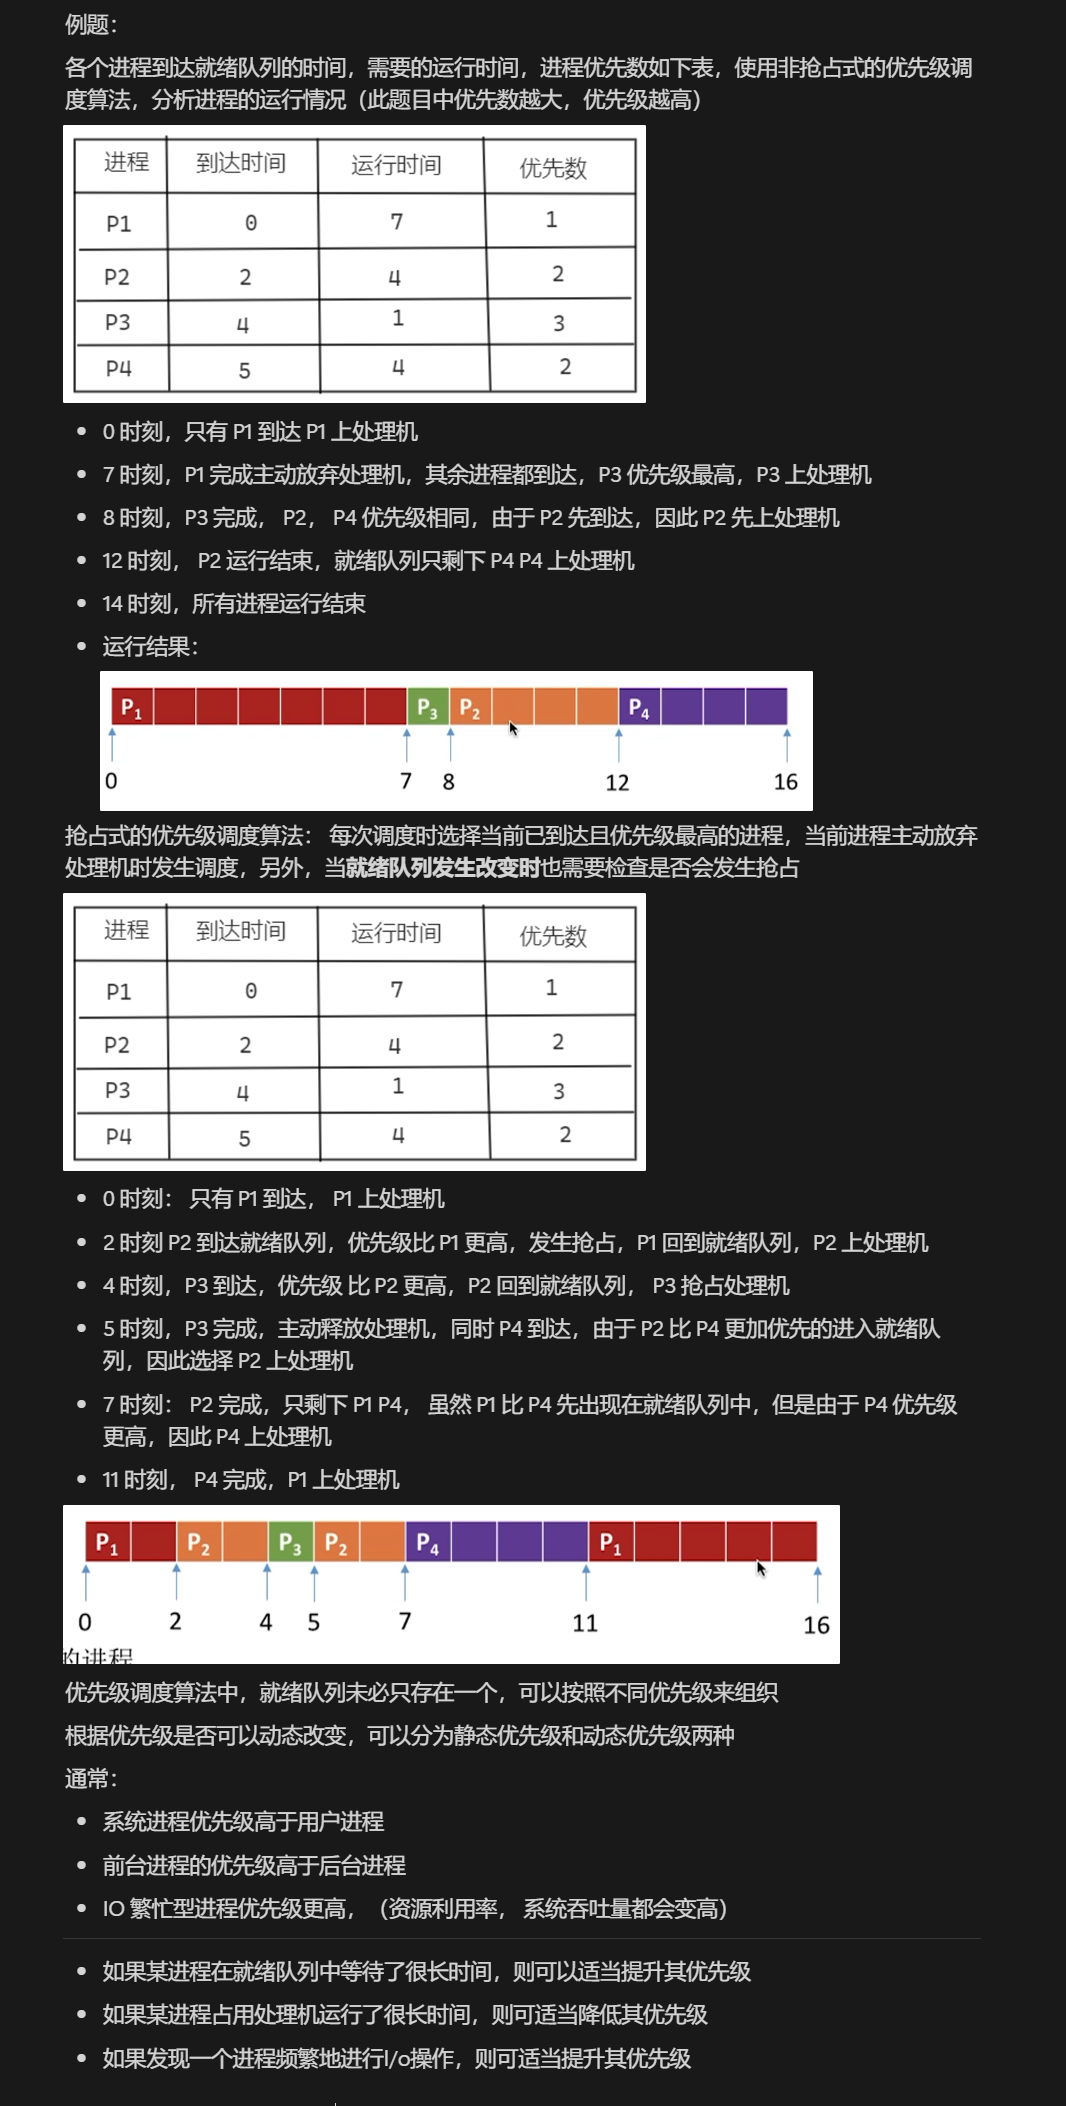 例题：
各个进程到达就绪队列的时间，需要的运行时间，进程优先数如下表，使用非抢占式的优先级调
度算法，分析进程的运行情况（此题目中优先数越大，优先级越高）
进程 到达时间 运行时间 优先数
P1 0 7 1
P2 2 4 2
P3 4 1 3
P4 5 4 2
• 0 时刻，只有 P1 到达 P1 上处理机
• 7 时刻，P1 完成主动放弃处理机，其余进程都到达，P3 优先级最高，P3 上处理机
• 8 时刻，P3 完成， P2， P4 优先级相同，由于 P2 先到达，因此 P2 先上处理机
• 12 时刻， P2 运行结束，就绪队列只剩下 P4 P4 上处理机
• 14 时刻，所有进程运行结束
• 运行结果：
P1 P3 P2 P4
0 7 8 12 16
抢占式的优先级调度算法： 每次调度时选择当前已到达且优先级最高的进程，当前进程主动放弃
处理机时发生调度，另外，当就绪队列发生改变时也需要检查是否会发生抢占
进程 到达时间 运行时间 优先数
P1 0 7 1
P2 2 4 2
P3 4 1 3
P4 5 4 2
• 0 时刻： 只有 P1 到达， P1 上处理机
• 2 时刻 P2 到达就绪队列，优先级比 P1 更高，发生抢占，P1 回到就绪队列，P2 上处理机
• 4 时刻，P3 到达，优先级 比 P2 更高，P2 回到就绪队列， P3 抢占处理机
• 5 时刻，P3 完成，主动释放处理机，同时 P4 到达，由于 P2 比 P4 更加优先的进入就绪队
列，因此选择 P2 上处理机
• 7 时刻： P2 完成，只剩下 P1 P4， 虽然 P1 比 P4 先出现在就绪队列中，但是由于 P4 优先级
更高，因此 P4 上处理机
• 11 时刻， P4 完成，P1 上处理机
P1 P2 P3 P2 P4 P1
0 2 4 5 7 11 16
的进程
优先级调度算法中，就绪队列未必只存在一个，可以按照不同优先级来组织
根据优先级是否可以动态改变，可以分为静态优先级和动态优先级两种
通常：
• 系统进程优先级高于用户进程
• 前台进程的优先级高于后台进程
• IO 繁忙型进程优先级更高，（资源利用率， 系统吞吐量都会变高）
• 如果某进程在就绪队列中等待了很长时间，则可以适当提升其优先级
• 如果某进程占用处理机运行了很长时间，则可适当降低其优先级
• 如果发现一个进程频繁地进行I/o操作，则可适当提升其优先级